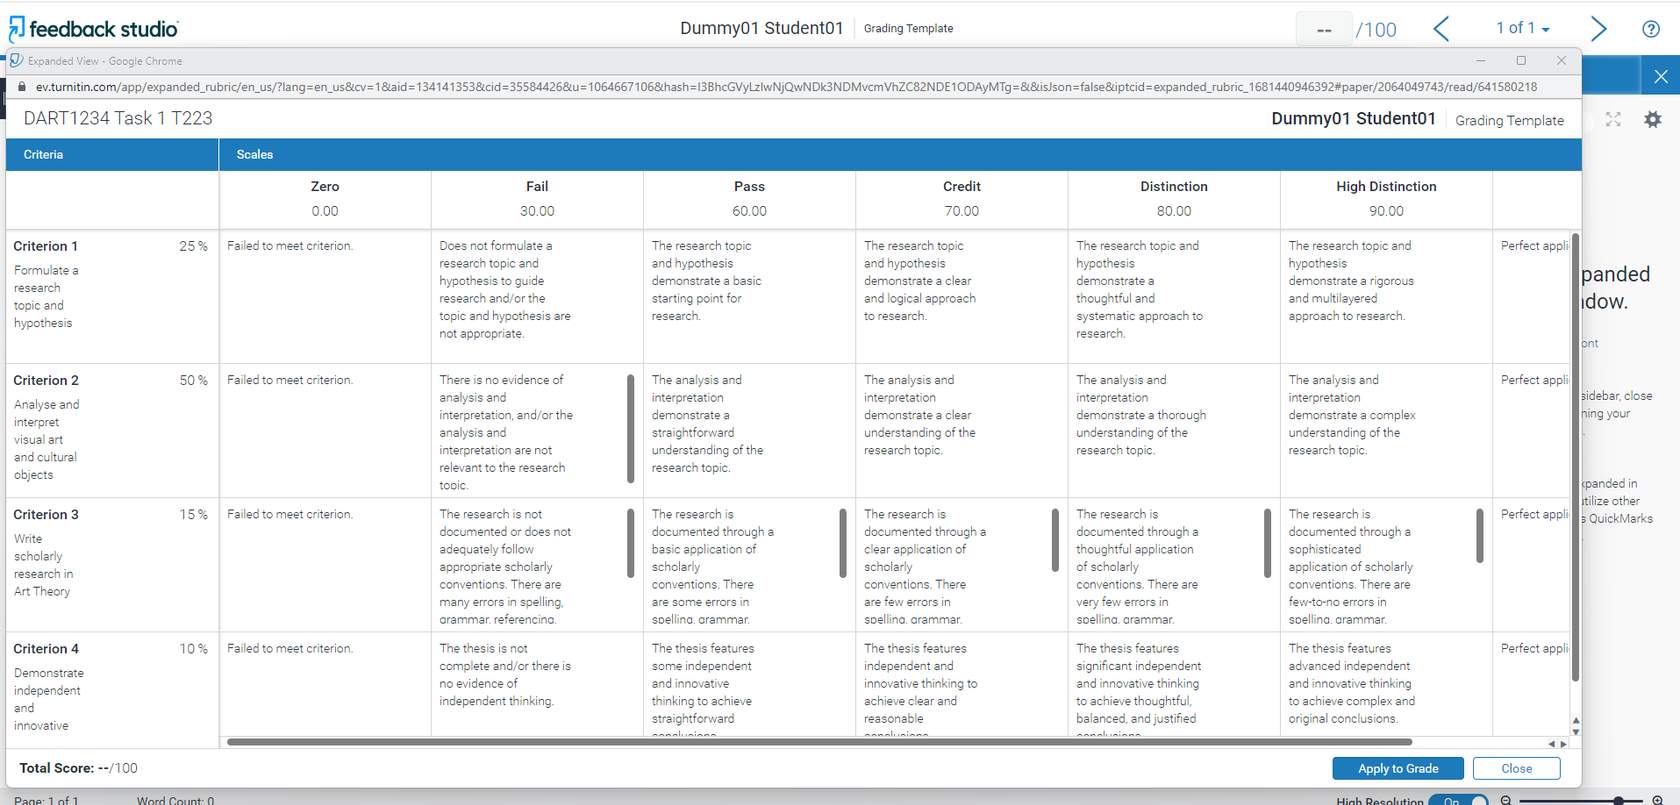 feedback studio
Dummy01 Student01 Grading Template
-- /100
1 of 1
Expanded View - Google Chrome
ev.turnitin.com/app/expanded_rubric/en_us/?lang=en_us&cv=1&aid=134141353&cid=35584426&u=1064667106&hash=I3BhcGVyLzIwNjQwNDk3NDMvcmVhZC82NDE1ODAyMTg=&&isJson=false&iptcid=expanded_rubric_1681440946392#paper/2064049743/read/641580218
DART1234 Task 1 T223
Dummy01 Student01 Grading Template
Criteria Scales
Zero Fail Pass Credit Distinction High Distinction
0.00 30.00 60.00 70.00 80.00 90.00
Criterion 1 25 %
Formulate a
research
topic and
hypothesis
Failed to meet criterion.
Does not formulate a
research topic and
hypothesis to guide
research and/or the
topic and hypothesis are
not appropriate.
The research topic
and hypothesis
demonstrate a basic
starting point for
research.
The research topic
and hypothesis
demonstrate a clear
and logical approach
to research.
The research topic and
hypothesis
demonstrate a
thoughtful and
systematic approach to
research.
The research topic and
hypothesis
demonstrate a rigorous
and multilayered
approach to research.
Perfect appli
Criterion 2 50 %
Analyse and
interpret
visual art
and cultural
objects
Failed to meet criterion.
There is no evidence of
analysis and
interpretation, and/or the
analysis and
interpretation are not
relevant to the research
topic.
The analysis and
interpretation
demonstrate a
straightforward
understanding of the
research topic.
The analysis and
interpretation
demonstrate a clear
understanding of the
research topic.
The analysis and
interpretation
demonstrate a thorough
understanding of the
research topic.
The analysis and
interpretation
demonstrate a complex
understanding of the
research topic.
Perfect appli
Criterion 3 15 %
Write
scholarly
research in
Art Theory
Failed to meet criterion.
The research is not
documented or does not
adequately follow
appropriate scholarly
conventions. There are
many errors in spelling,
grammar, referencing,
The research is
documented through a
basic application of
scholarly
conventions. There
are some errors in
spelling, grammar,
The research is
documented through a
clear application of
scholarly
conventions. There
are few errors in
spelling, grammar,
The research is
documented through a
thoughtful application
of scholarly
conventions. There are
very few errors in
spelling, grammar,
The research is
documented through a
sophisticated
application of scholarly
conventions. There are
few-to-no errors in
spelling, grammar,
Perfect appli
Criterion 4 10 %
Demonstrate
independent
and
innovative
Failed to meet criterion.
The thesis is not
complete and/or there is
no evidence of
independent thinking.
The thesis features
some independent
and innovative
thinking to achieve
straightforward
conclusions
The thesis features
independent and
innovative thinking to
achieve clear and
reasonable
conclusions
The thesis features
significant independent
and innovative thinking
to achieve thoughtful,
balanced, and justified
conclusions
The thesis features
advanced independent
and innovative thinking
to achieve complex and
original conclusions.
Perfect appli
panded
dow.
ont
sidebar, close
ning your
xpanded in
utilize other
s QuickMarks
Total Score: --/100
Apply to Grade Close
Page: 1 of 1 Word Count: 0 High Resolution On